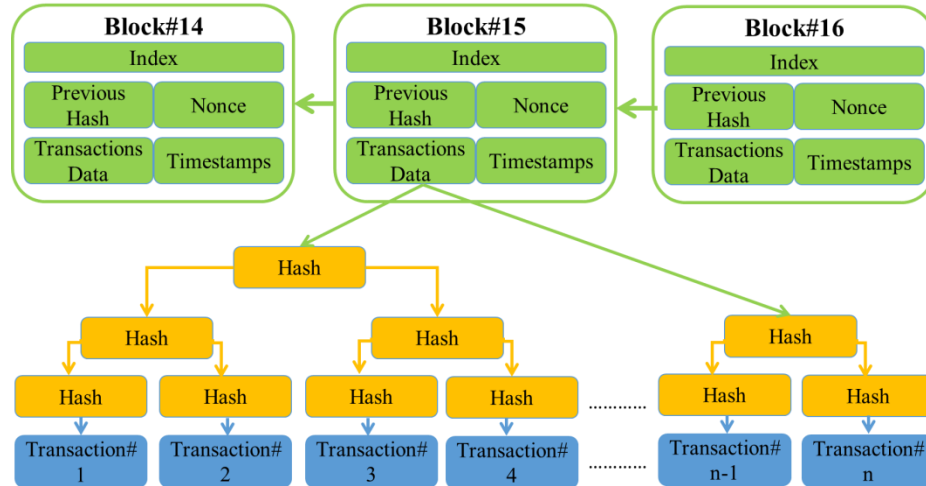 Block#14
Index
Previous
Hash
Nonce
Transactions
Data
Timestamps
Block#15
Index
Previous
Hash
Nonce
Transactions
Data
Timestamps
Block#16
Index
Previous
Hash
Nonce
Transactions
Data
Timestamps
Hash
Hash
Hash
Hash
Hash
Hash
Hash
Hash
............
Hash
Hash
Transaction#
1
Transaction#
2
Transaction#
3
Transaction#
4
............
Transaction#
n-1
Transaction#
n